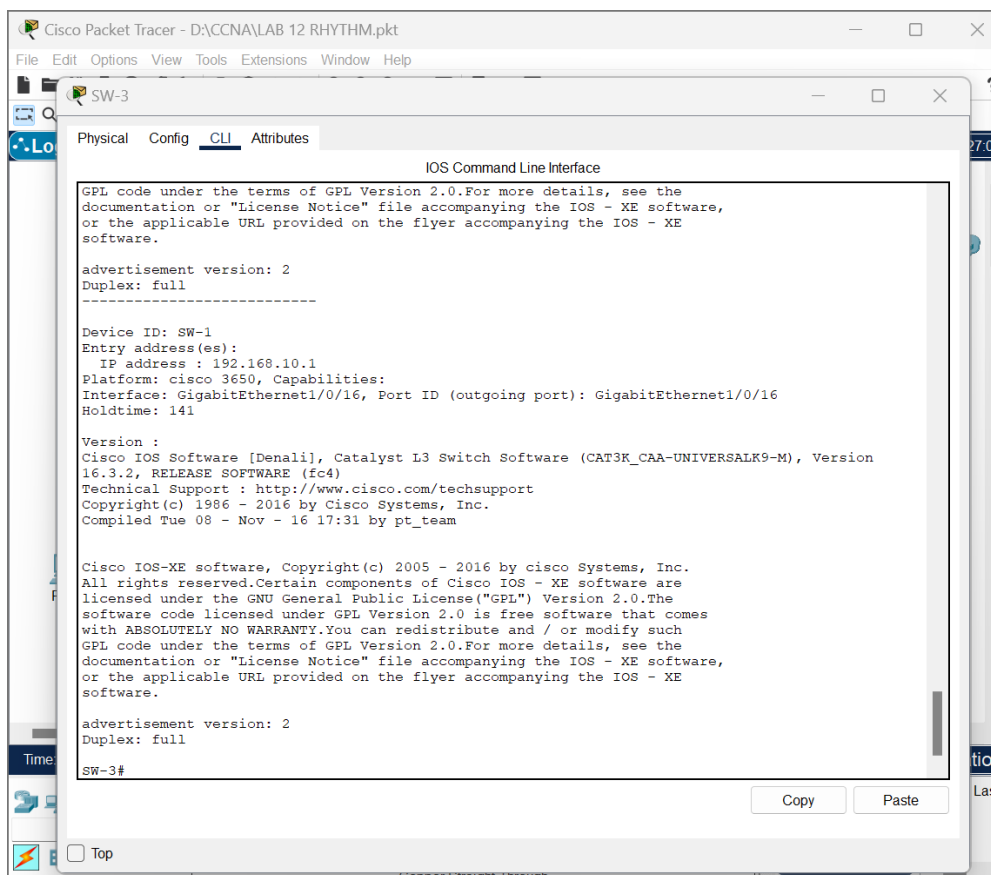 Cisco Packet Tracer - D:\CCNA\LAB 12 RHYTHM.pkt
File Edit Options View Tools Extensions Window Help
SW-3
Physical Config CLI Attributes
IOS Command Line Interface
GPL code under the terms of GPL Version 2.0.For more details, see the
documentation or "License Notice" file accompanying the IOS - XE software,
or the applicable URL provided on the flyer accompanying the IOS - XE
software.
advertisement version: 2
Duplex: full
---------------------------
Device ID: SW-1
Entry address(es):
IP address : 192.168.10.1
Platform: cisco 3650, Capabilities:
Interface: GigabitEthernet1/0/16, Port ID (outgoing port): GigabitEthernet1/0/16
Holdtime: 141
Version :
Cisco IOS Software [Denali], Catalyst L3 Switch Software (CAT3K_CAA-UNIVERSALK9-M), Version
16.3.2, RELEASE SOFTWARE (fc4)
Technical Support : http://www.cisco.com/techsupport
Copyright(c) 1986 - 2016 by Cisco Systems, Inc.
Compiled Tue 08 - Nov - 16 17:31 by pt_team
Cisco IOS-XE software, Copyright(c) 2005 - 2016 by cisco Systems, Inc.
All rights reserved.Certain components of Cisco IOS - XE software are
licensed under the GNU General Public License("GPL") Version 2.0.The
software code licensed under GPL Version 2.0 is free software that comes
with ABSOLUTELY NO WARRANTY.You can redistribute and / or modify such
GPL code under the terms of GPL Version 2.0.For more details, see the
documentation or "License Notice" file accompanying the IOS - XE software,
or the applicable URL provided on the flyer accompanying the IOS - XE
software.
advertisement version: 2
Duplex: full
SW-3#
Time:
Copy Paste
Top